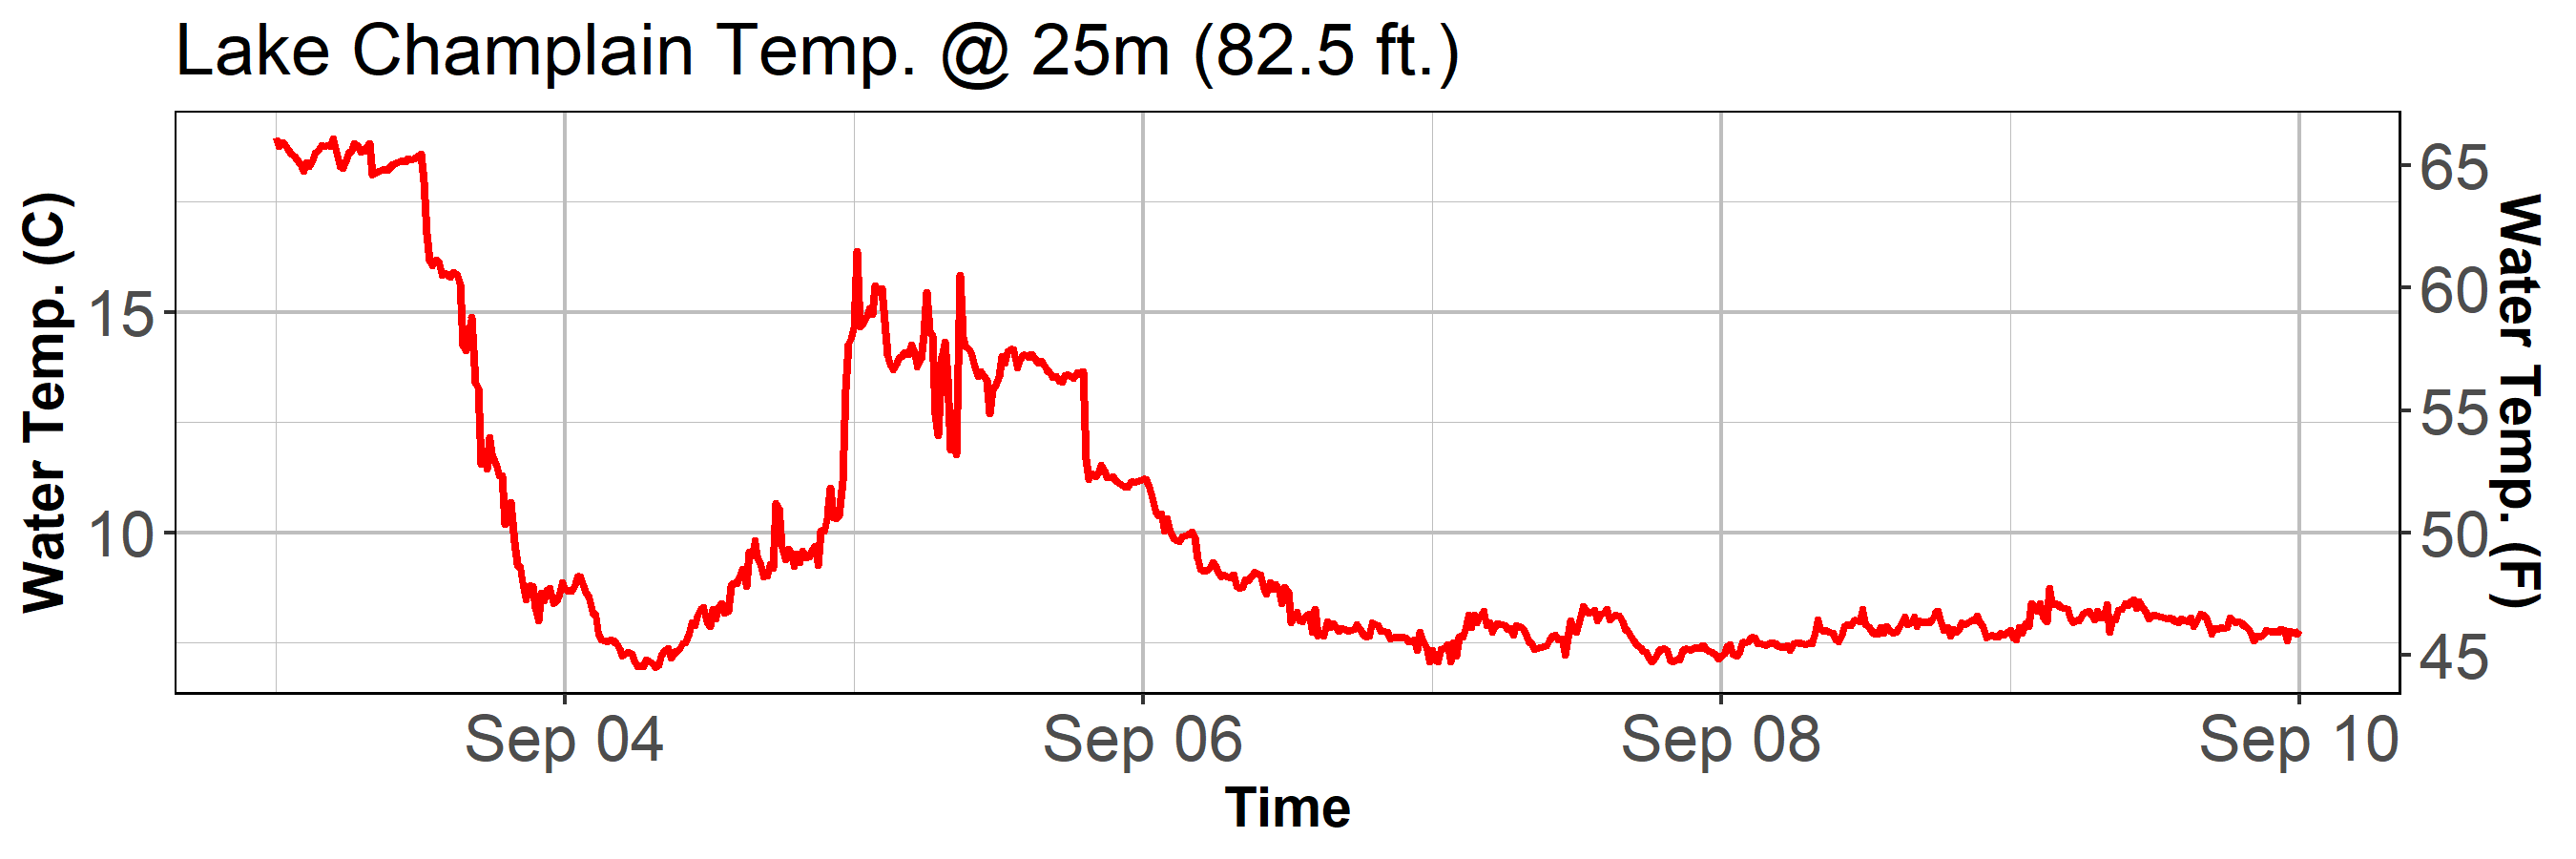 Lake Champlain Temp. @ 25m (82.5 ft.)
Water Temp. (C)
15
10
65
60
55
50
45
Water Temp. (F)
Sep 04
Sep 06
Sep 08
Sep 10
Time